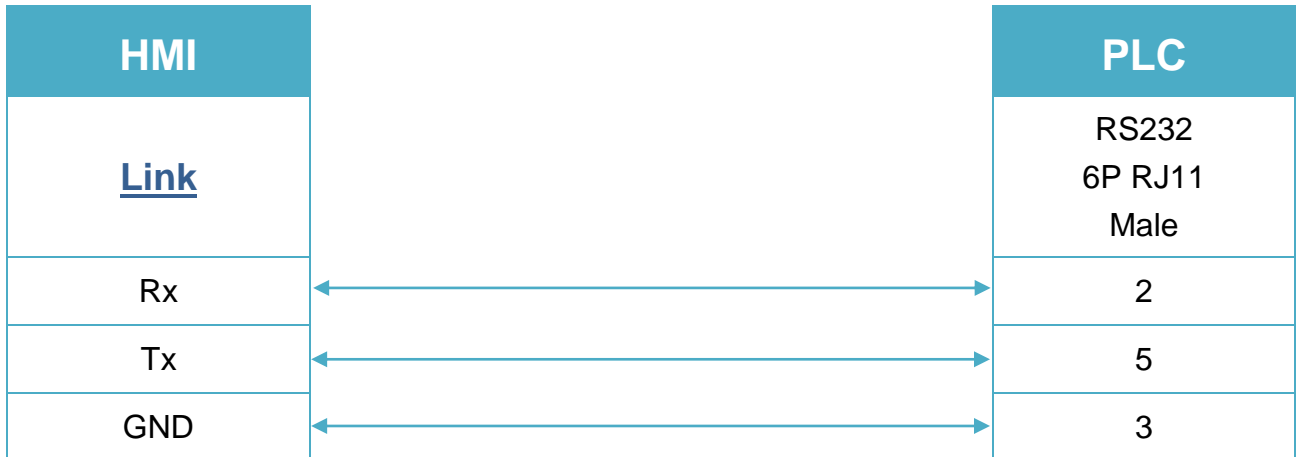 HMI PLC
Link
RS232
6P RJ11
Male
Rx 2
Tx 5
GND 3